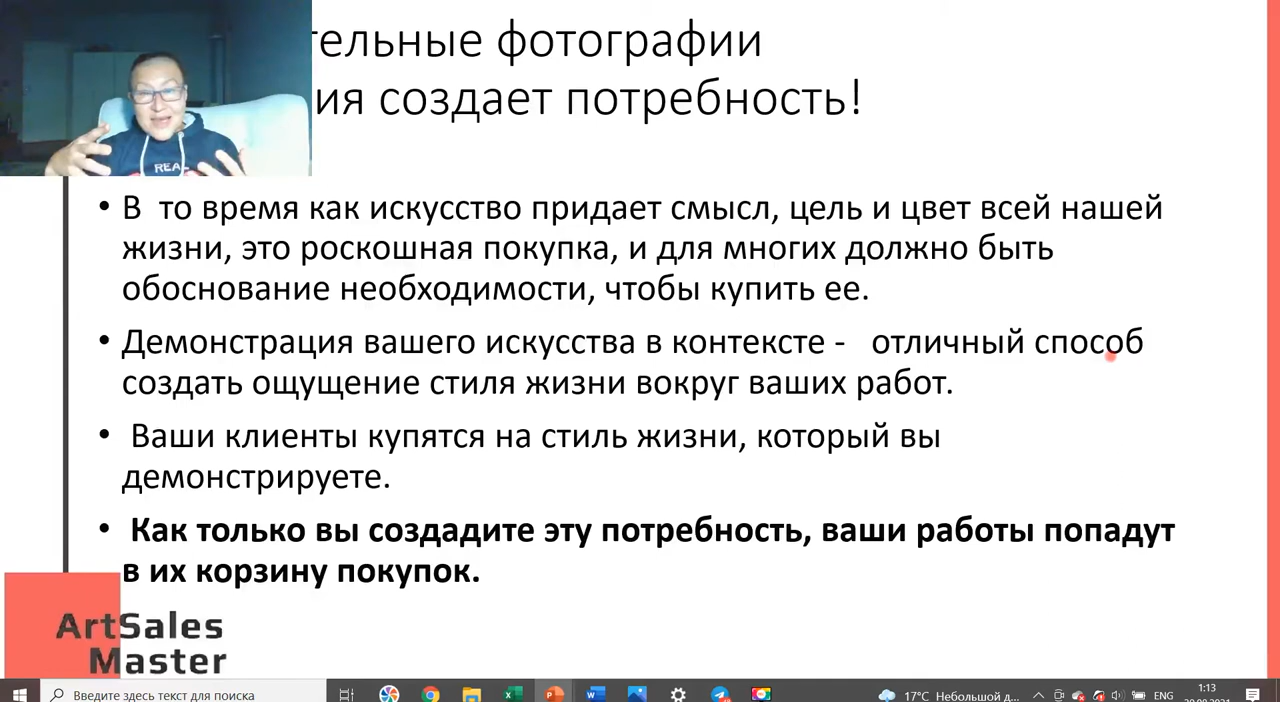 тельные фотографии
ия создает потребность!
REAL
• В то время как искусство придает смысл, цель и цвет всей нашей
жизни, это роскошная покупка, и для многих должно быть
обоснование необходимости, чтобы купить ее.
• Демонстрация вашего искусства в контексте - отличный способ
создать ощущение стиля жизни вокруг ваших работ.
• Ваши клиенты купятся на стиль жизни, который вы
демонстрируете.
• Как только вы создадите эту потребность, ваши работы попадут
в их корзину покупок.
ArtSales
Master
Введите здесь текст для поиска
17°C Небольшой д...
ENG
1:13